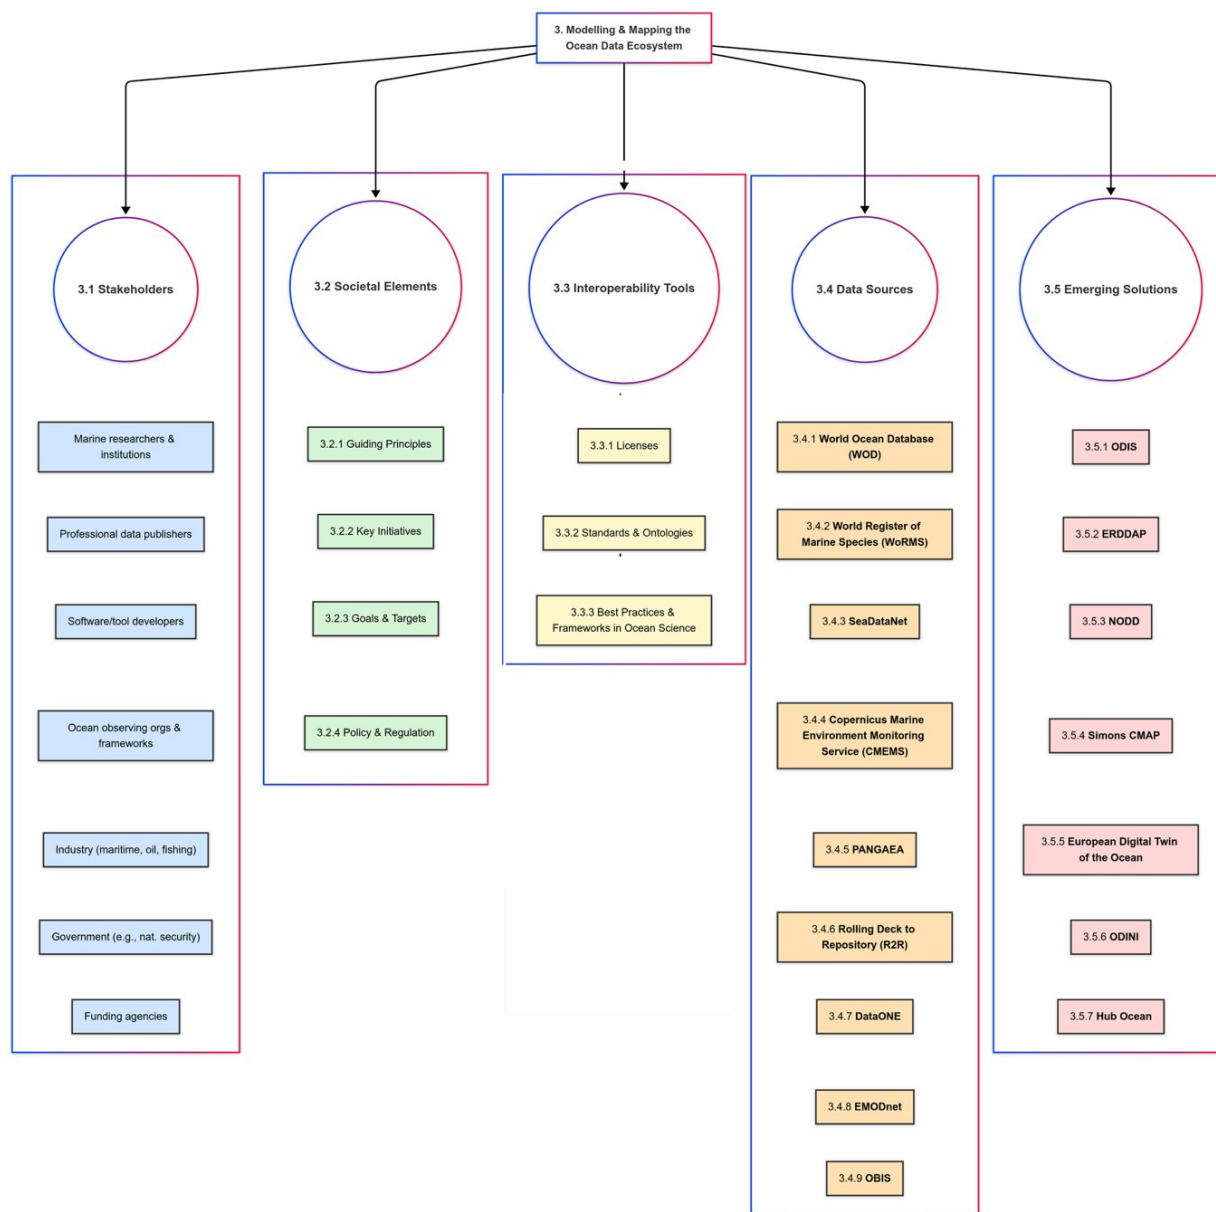 3. Modelling & Mapping the
Ocean Data Ecosystem
3.1 Stakeholders
Marine researchers &
institutions
Professional data publishers
Software/tool developers
Ocean observing orgs &
frameworks
Industry (maritime, oil, fishing)
Government (e.g., nat. security)
Funding agencies
3.2 Societal Elements
3.2.1 Guiding Principles
3.2.2 Key Initiatives
3.2.3 Goals & Targets
3.2.4 Policy & Regulation
3.3 Interoperability Tools
3.3.1 Licenses
3.3.2 Standards & Ontologies
3.3.3 Best Practices &
Frameworks in Ocean Science
3.4 Data Sources
3.4.1 World Ocean Database
(WOD)
3.4.2 World Register of
Marine Species (WoRMS)
3.4.3 SeaDataNet
3.4.4 Copernicus Marine
Environment Monitoring
Service (CMEMS)
3.4.5 PANGAEA
3.4.6 Rolling Deck to
Repository (R2R)
3.4.7 DataONE
3.4.8 EMODnet
3.4.9 OBIS
3.5 Emerging Solutions
3.5.1 ODIS
3.5.2 ERDDAP
3.5.3 NODD
3.5.4 Simons CMAP
3.5.5 European Digital Twin
of the Ocean
3.5.6 ODINI
3.5.7 Hub Ocean